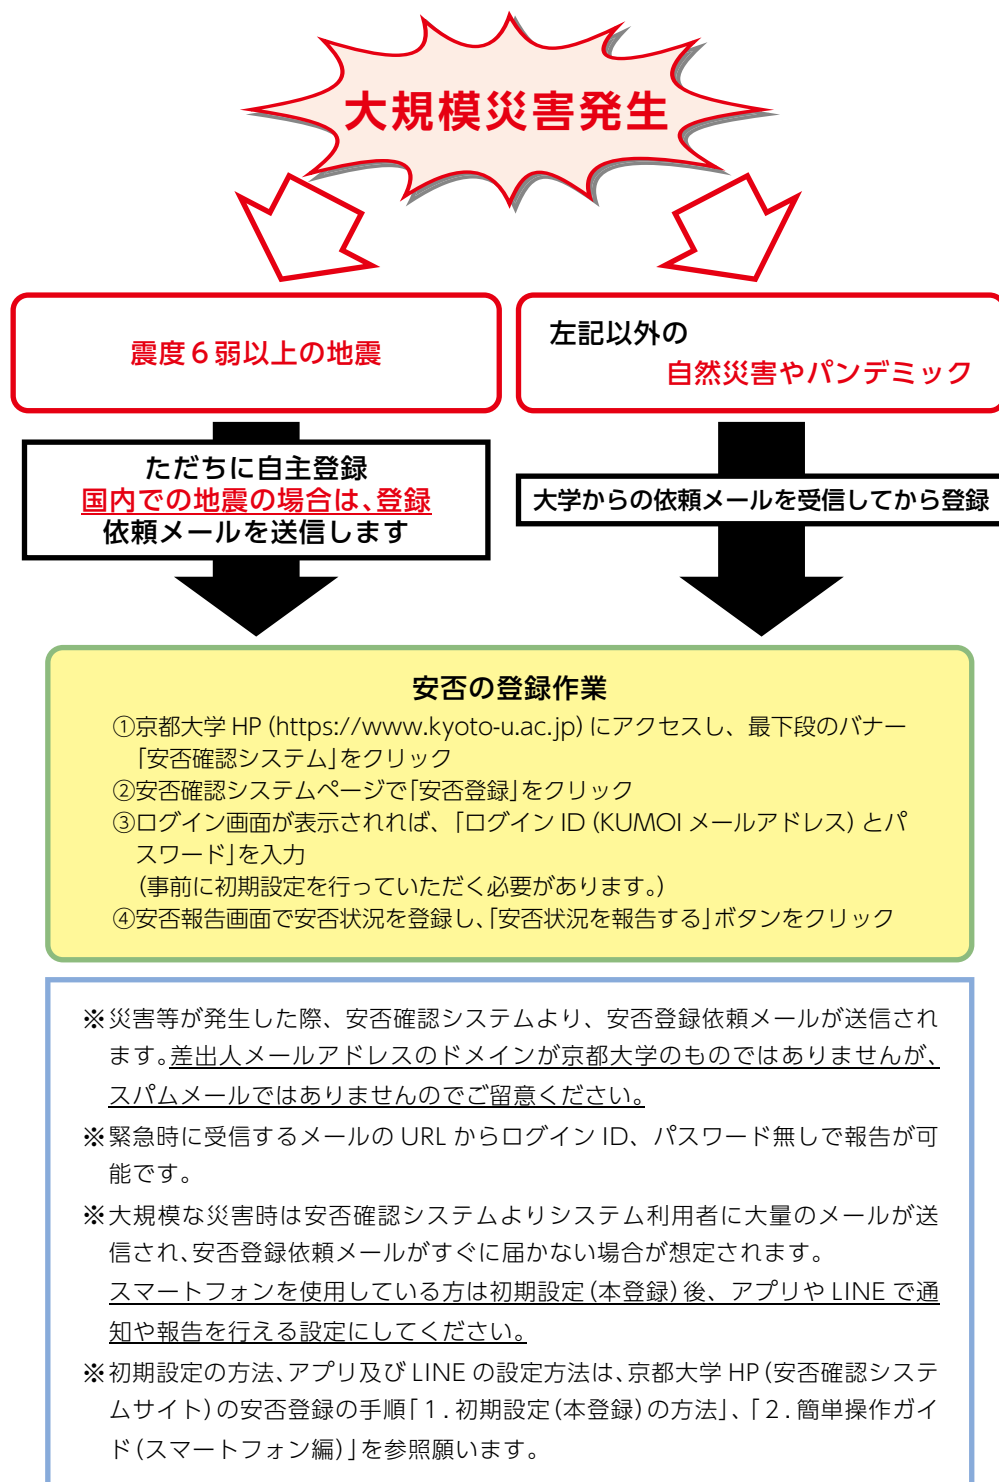 大規模災害発生
震度６弱以上の地震
左記以外の
自然災害やパンデミック
ただちに自主登録
国内での地震の場合は、登録
依頼メールを送信します
大学からの依頼メールを受信してから登録
安否の登録作業
①京都大学 HP (https://www.kyoto-u.ac.jp) にアクセスし、最下段のバナー
「安否確認システム」をクリック
②安否確認システムページで「安否登録」をクリック
③ログイン画面が表示されれば、「ログイン ID (KUMOI メールアドレス) とパ
スワード」を入力
（事前に初期設定を行っていただく必要があります。）
④安否報告画面で安否状況を登録し、「安否状況を報告する」ボタンをクリック
※災害等が発生した際、安否確認システムより、安否登録依頼メールが送信され
ます。差出人メールアドレスのドメインが京都大学のものではありませんが、
スパムメールではありませんのでご留意ください。
※緊急時に受信するメールの URL からログイン ID、パスワード無しで報告が可
能です。
※大規模な災害時は安否確認システムよりシステム利用者に大量のメールが送
信され、安否登録依頼メールがすぐに届かない場合が想定されます。
スマートフォンを使用している方は初期設定（本登録）後、アプリや LINE で通
知や報告を行える設定にしてください。
※初期設定の方法、アプリ及び LINE の設定方法は、京都大学 HP（安否確認システ
ムサイト）の安否登録の手順「１．初期設定（本登録）の方法」、「２．簡単操作ガイ
ド（スマートフォン編）」を参照願います。